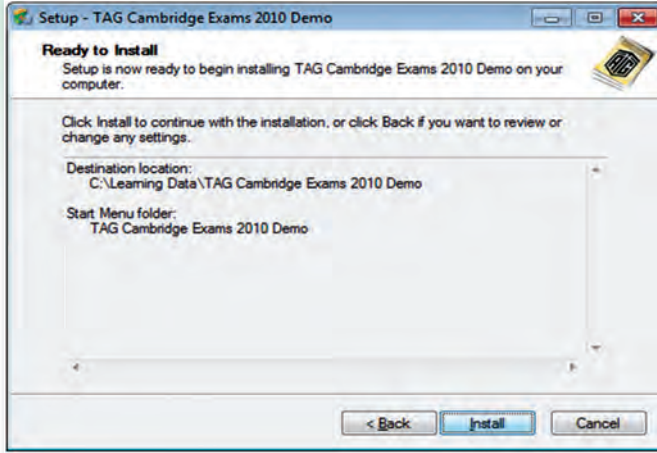 Setup - TAG Cambridge Exams 2010 Demo
Ready to Install
Setup is now ready to begin installing TAG Cambridge Exams 2010 Demo on your
computer.
TAG
Click Install to continue with the installation, or click Back if you want to review or
change any settings.
Destination location:
C:\Learning Data\TAG Cambridge Exams 2010 Demo
Start Menu folder:
TAG Cambridge Exams 2010 Demo
< Back Install Cancel